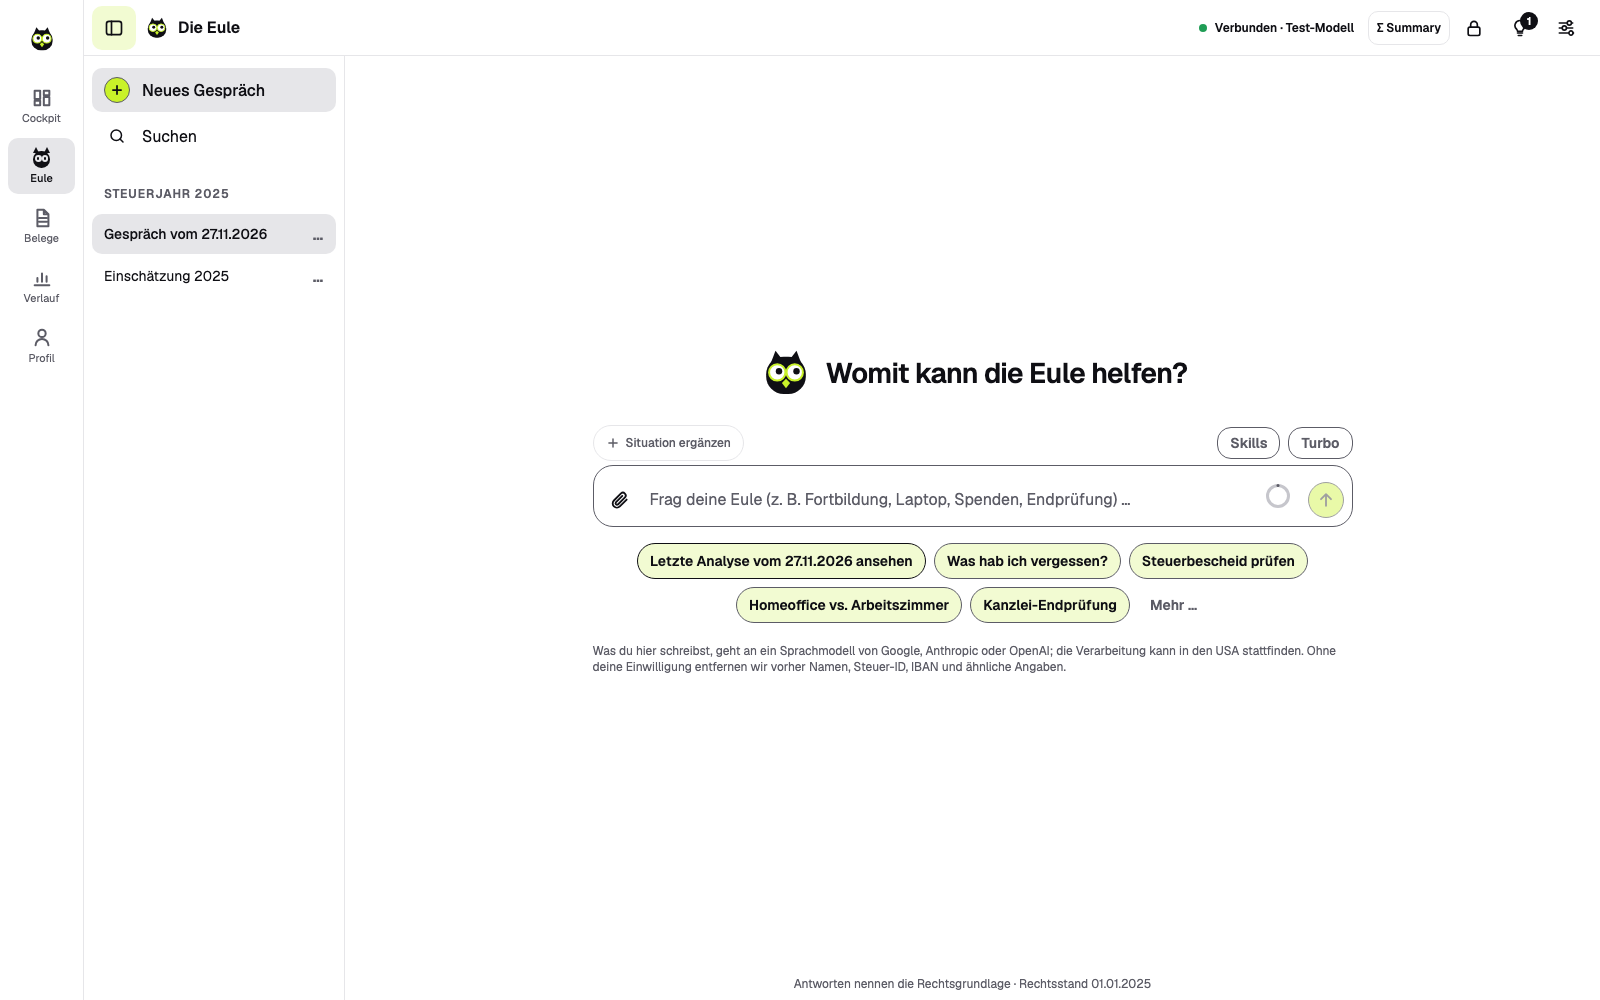 Die Eule
Verbunden · Test-Modell
Σ Summary
1
Cockpit
Eule
Belege
Verlauf
Profil
Neues Gespräch
Suchen
STEUERJAHR 2025
Gespräch vom 27.11.2026
...
Einschätzung 2025
...
Womit kann die Eule helfen?
+ Situation ergänzen
Skills
Turbo
Frag deine Eule (z. B. Fortbildung, Laptop, Spenden, Endprüfung) ...
Letzte Analyse vom 27.11.2026 ansehen
Was hab ich vergessen?
Steuerbescheid prüfen
Homeoffice vs. Arbeitszimmer
Kanzlei-Endprüfung
Mehr ...
Was du hier schreibst, geht an ein Sprachmodell von Google, Anthropic oder OpenAI; die Verarbeitung kann in den USA stattfinden. Ohne
deine Einwilligung entfernen wir vorher Namen, Steuer-ID, IBAN und ähnliche Angaben.
Antworten nennen die Rechtsgrundlage · Rechtsstand 01.01.2025